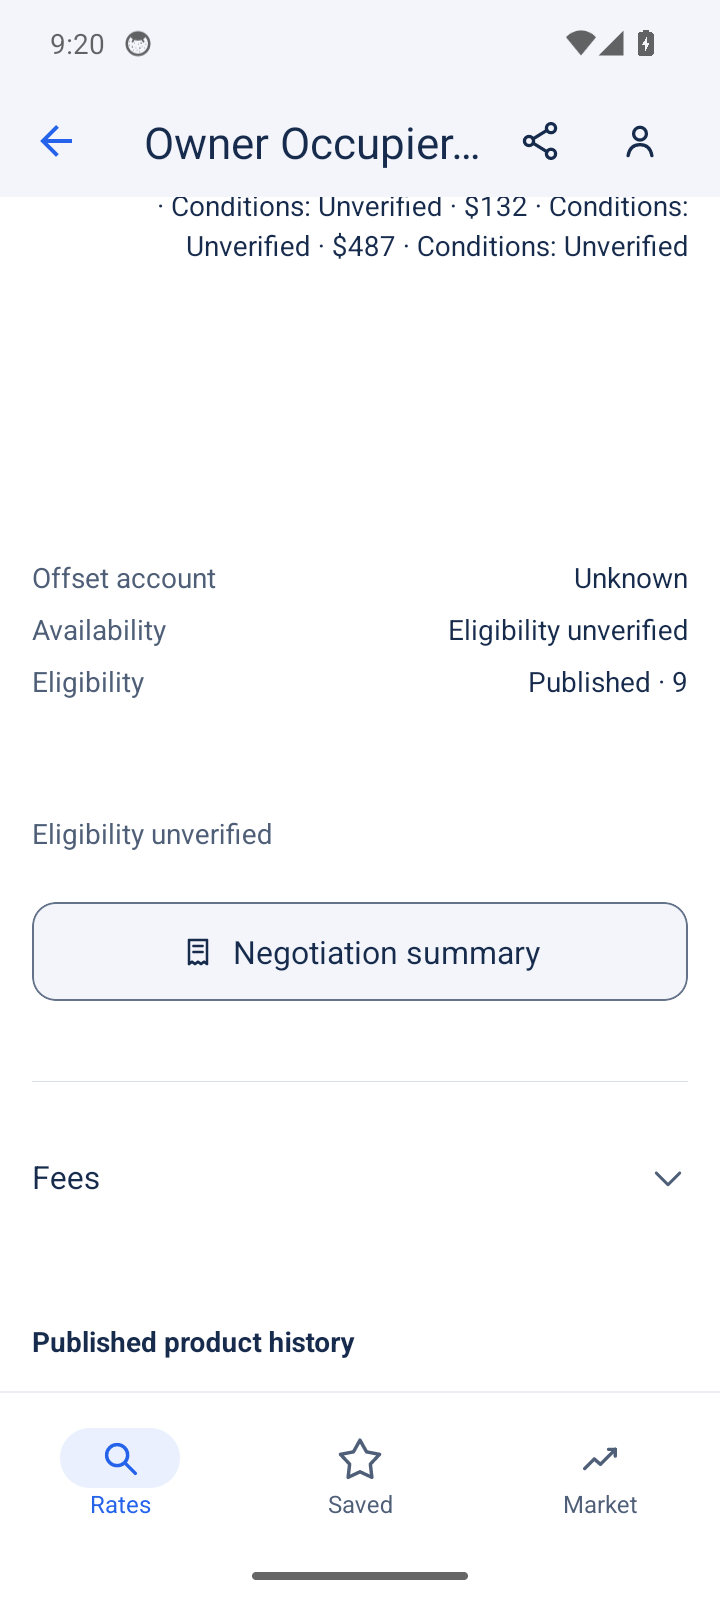 9:20
Owner Occupier...
· Conditions: Unverified · $132 · Conditions:
Unverified · $487 · Conditions: Unverified
Offset account Unknown
Availability Eligibility unverified
Eligibility Published · 9
Eligibility unverified
Negotiation summary
Fees
Published product history
Rates Saved Market